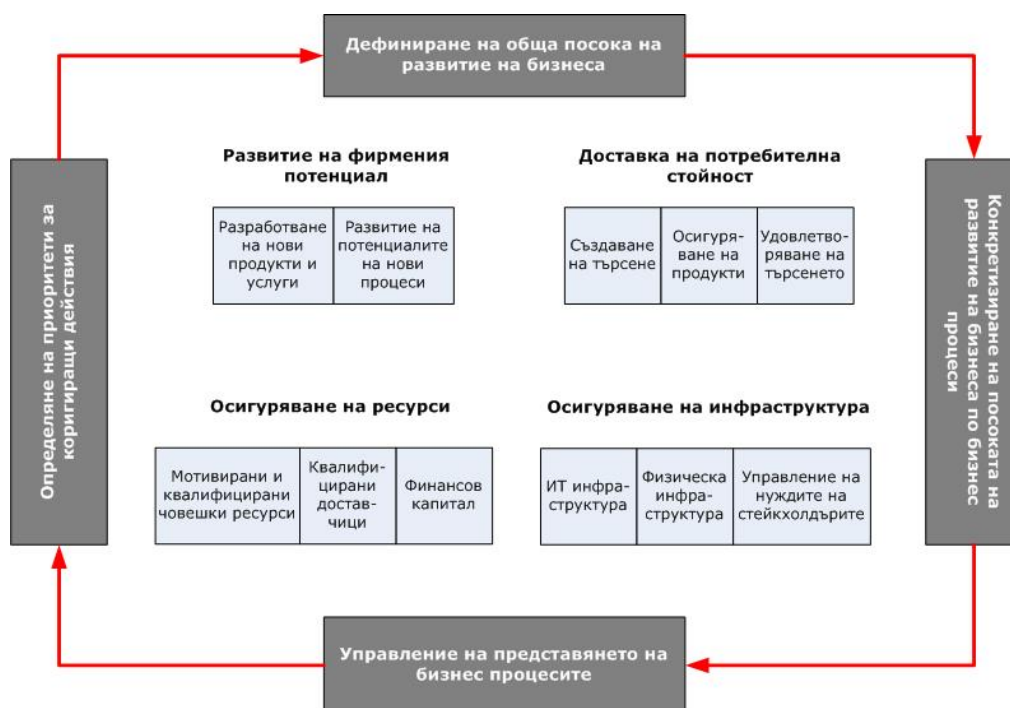 Дефиниране на обща посока на
развитие на бизнеса
Определяне на приоритети за
коригиращи действия
Развитие на фирмения
потенциал
Разработване
на нови
продукти и
услуги
Развитие на
потенциалите
на нови
процеси
Доставка на потребителна
стойност
Създаване
на търсене
Осигуря-
ване на
продукти
Удовлетво-
ряване на
търсенето
Конкретизиране на посоката на
развитие на бизнеса по бизнес
процеси
Осигуряване на ресурси
Мотивирани и
квалифицирани
човешки ресурси
Квалифи-
цирани
достав-
чици
Финансов
капитал
Осигуряване на инфраструктура
ИТ инфра-
структура
Физическа
инфра-
структура
Управление на
нуждите на
стейкхолдърите
Управление на представянето на
бизнес процесите